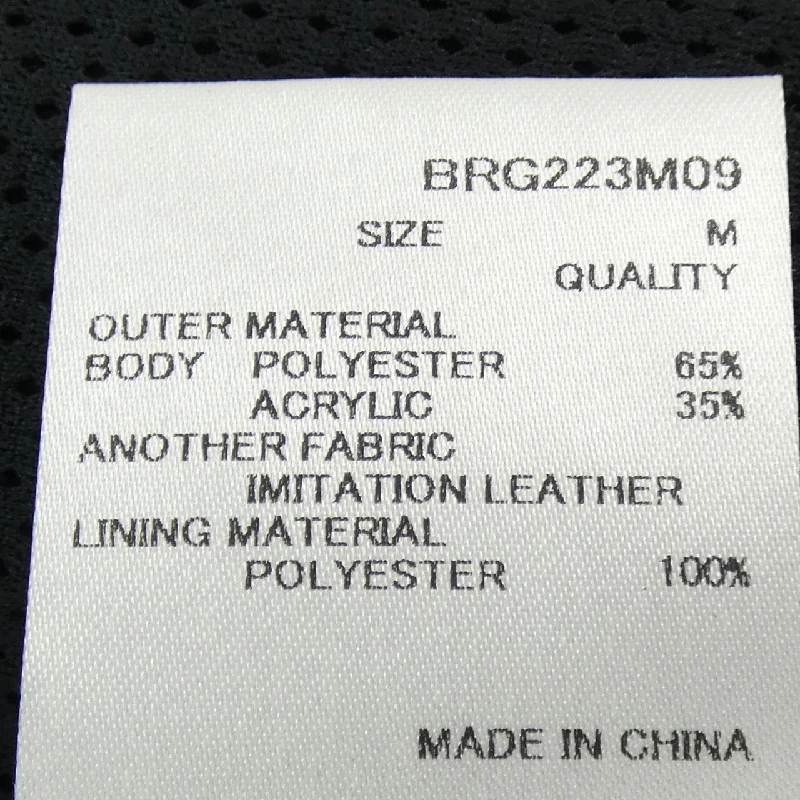 BRG223M09
SIZE M
QUALITY
OUTER MATERIAL
BODY POLYESTER 65%
ACRYLIC 35%
ANOTHER FABRIC
IMITATION LEATHER
LINING MATERIAL
POLYESTER 100%
MADE IN CHINA